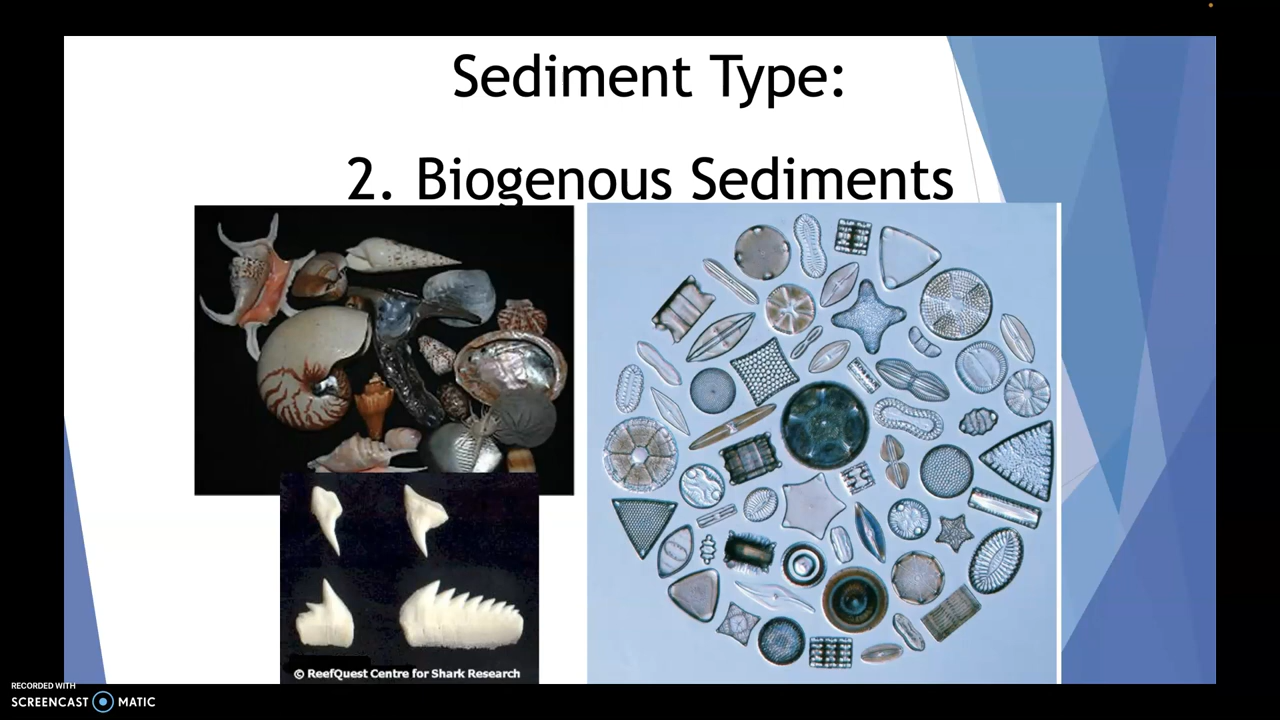 Sediment Type:
2. Biogenous Sediments
© ReefQuest Centre for Shark Research
RECORDED WITH
SCREENCAST MATIC